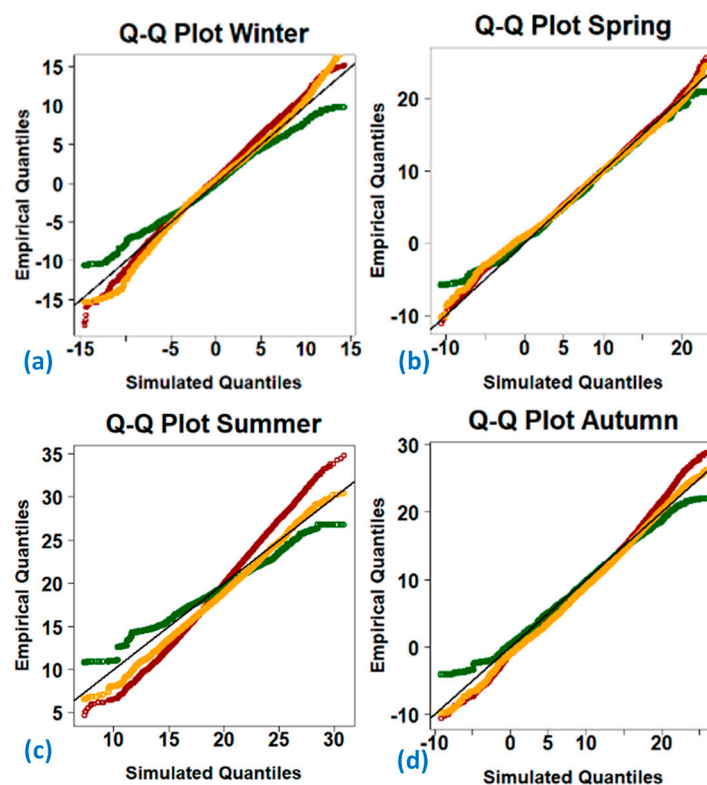 Q-Q Plot Winter
Empirical Quantiles
15
10
5
0
-5
-10
-15
-15
-5
0
5
10
15
Simulated Quantiles
(a)
Q-Q Plot Spring
Empirical Quantiles
20
10
0
-10
-10
0
10
20
Simulated Quantiles
(b)
Q-Q Plot Summer
Empirical Quantiles
35
30
25
20
15
10
5
10
15
20
25
30
Simulated Quantiles
(c)
Q-Q Plot Autumn
Empirical Quantiles
30
20
10
0
-10
-10
0
10
20
Simulated Quantiles
(d)